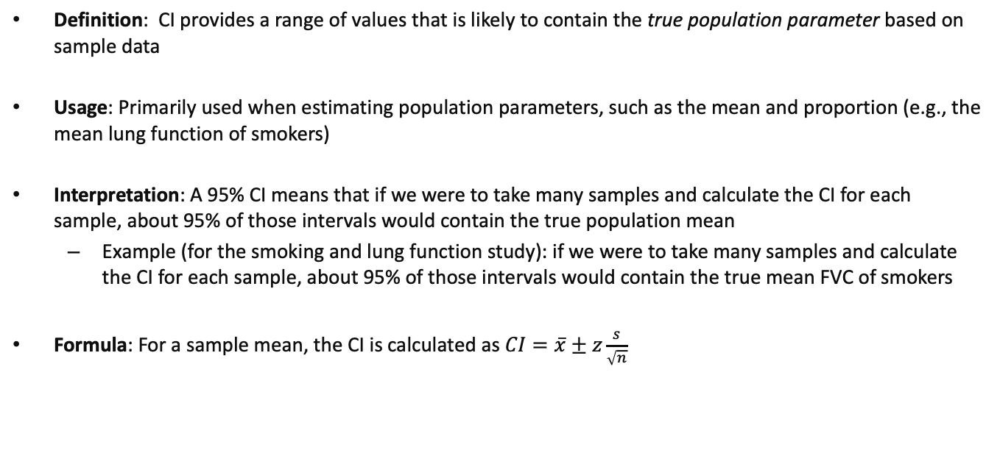 • Definition: CI provides a range of values that is likely to contain the true population parameter based on
sample data
• Usage: Primarily used when estimating population parameters, such as the mean and proportion (e.g., the
mean lung function of smokers)
• Interpretation: A 95% CI means that if we were to take many samples and calculate the CI for each
sample, about 95% of those intervals would contain the true population mean
– Example (for the smoking and lung function study): if we were to take many samples and calculate
the CI for each sample, about 95% of those intervals would contain the true mean FVC of smokers
• Formula: For a sample mean, the CI is calculated as CI = x̄ ± z s/√n